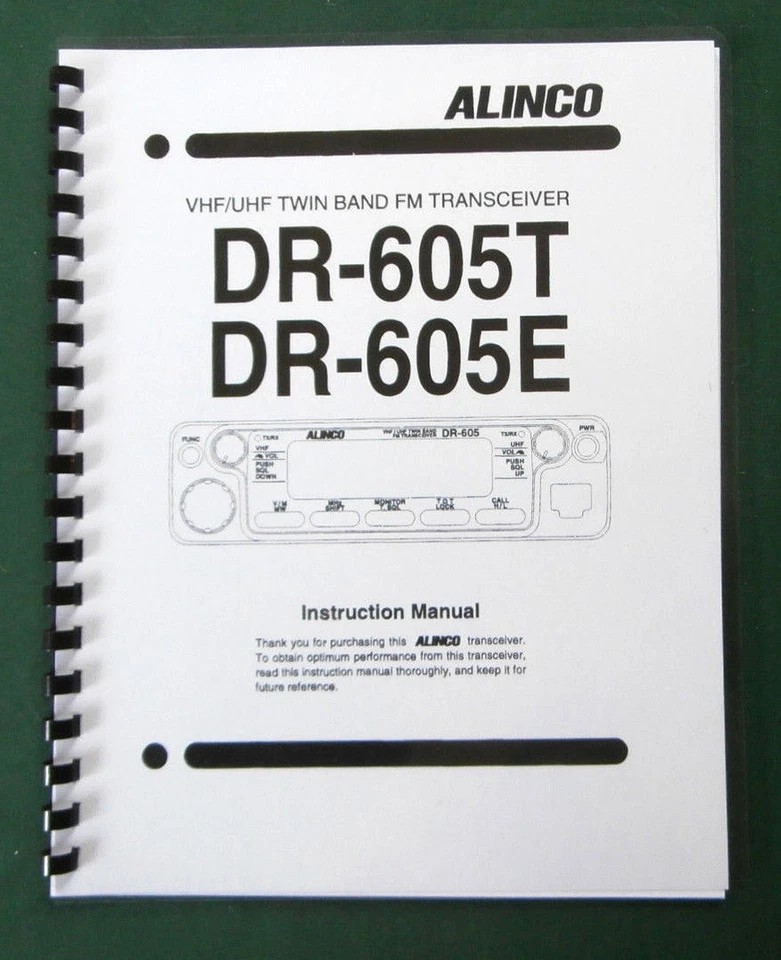 ALINCO
VHF/UHF TWIN BAND FM TRANSCEIVER
DR-605T
DR-605E
FUNC
TX/RX
ALINCO
VHF/UHF TWIN BAND
FM TRANSCEIVER
DR-605
TX/RX
PWR
VHF
VOL
PUSH
SQL
DOWN
UHF
VOL
PUSH
SQL
UP
V/M
MW
MHz
SHIFT
MONITOR
T.SQL
T.O.T
LOCK
CALL
H/L
Instruction Manual
Thank you for purchasing this ALINCO transceiver.
To obtain optimum performance from this transceiver,
read this instruction manual thoroughly, and keep it for
future reference.